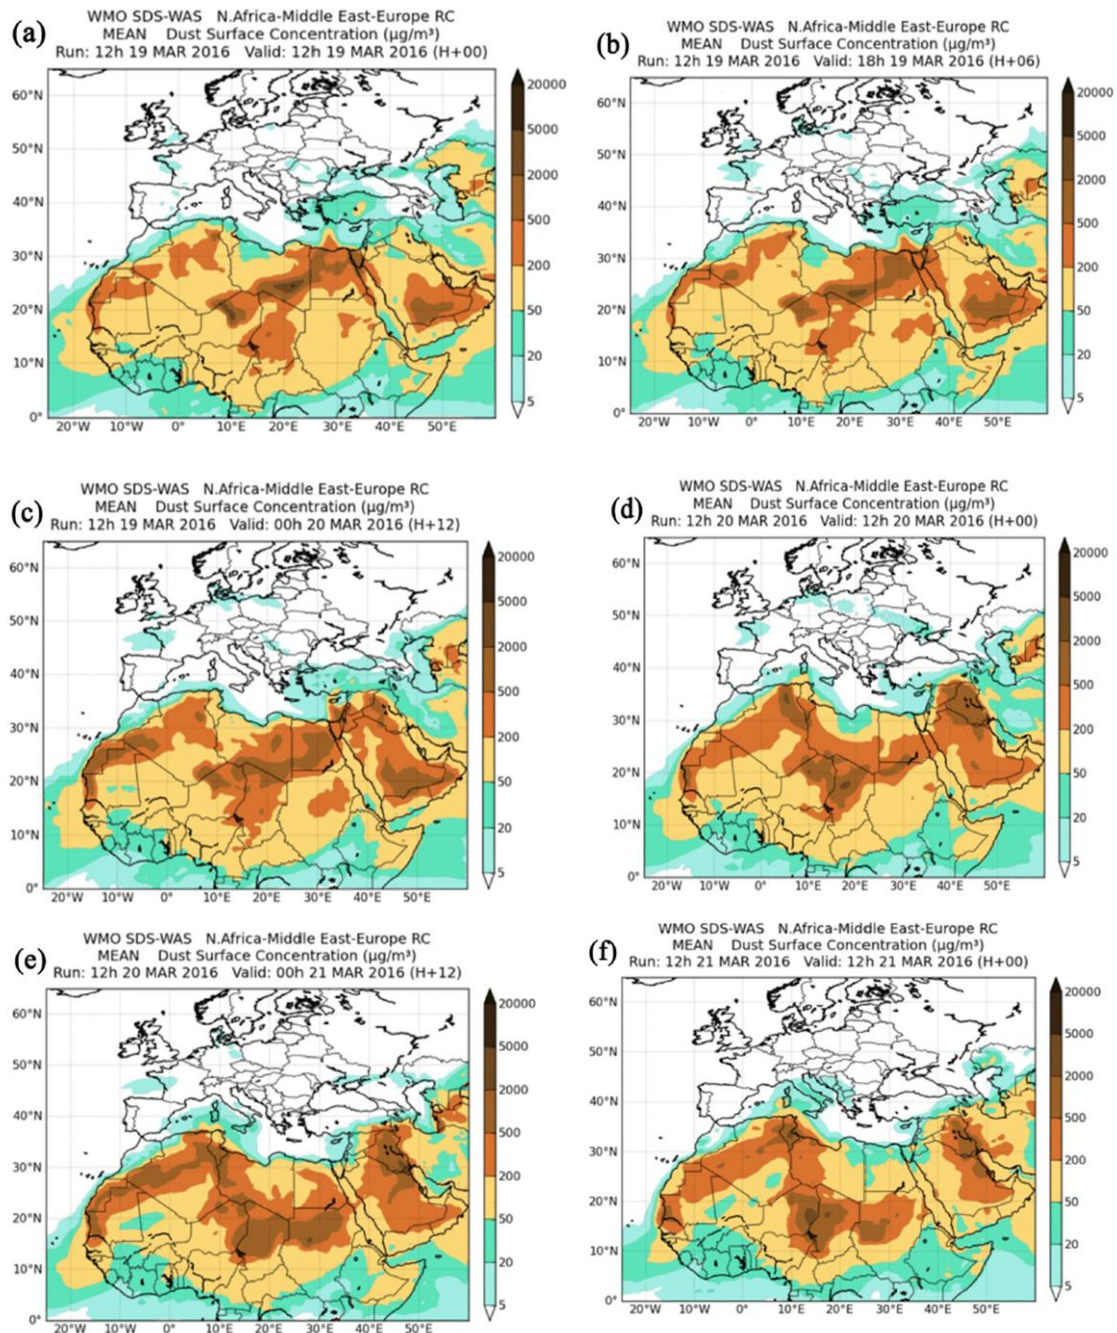 (a)
WMO SDS-WAS N.Africa-Middle East-Europe RC
MEAN Dust Surface Concentration (µg/m³)
Run: 12h 19 MAR 2016 Valid: 12h 19 MAR 2016 (H+00)
60°N
50°N
40°N
30°N
20°N
10°N
0°
20°W 10°W 0° 10°E 20°E 30°E 40°E 50°E
20000
5000
2000
500
200
50
20
5
(b)
WMO SDS-WAS N.Africa-Middle East-Europe RC
MEAN Dust Surface Concentration (µg/m³)
Run: 12h 19 MAR 2016 Valid: 18h 19 MAR 2016 (H+06)
60°N
50°N
40°N
30°N
20°N
10°N
0°
20°W 10°W 0° 10°E 20°E 30°E 40°E 50°E
20000
5000
2000
500
200
50
20
5
(c)
WMO SDS-WAS N.Africa-Middle East-Europe RC
MEAN Dust Surface Concentration (µg/m³)
Run: 12h 19 MAR 2016 Valid: 00h 20 MAR 2016 (H+12)
60°N
50°N
40°N
30°N
20°N
10°N
0°
20°W 10°W 0° 10°E 20°E 30°E 40°E 50°E
20000
5000
2000
500
200
50
20
5
(d)
WMO SDS-WAS N.Africa-Middle East-Europe RC
MEAN Dust Surface Concentration (µg/m³)
Run: 12h 20 MAR 2016 Valid: 12h 20 MAR 2016 (H+00)
60°N
50°N
40°N
30°N
20°N
10°N
0°
20°W 10°W 0° 10°E 20°E 30°E 40°E 50°E
20000
5000
2000
500
200
50
20
5
(e)
WMO SDS-WAS N.Africa-Middle East-Europe RC
MEAN Dust Surface Concentration (µg/m³)
Run: 12h 20 MAR 2016 Valid: 00h 21 MAR 2016 (H+12)
60°N
50°N
40°N
30°N
20°N
10°N
0°
20°W 10°W 0° 10°E 20°E 30°E 40°E 50°E
20000
5000
2000
500
200
50
20
5
(f)
WMO SDS-WAS N.Africa-Middle East-Europe RC
MEAN Dust Surface Concentration (µg/m³)
Run: 12h 21 MAR 2016 Valid: 12h 21 MAR 2016 (H+00)
60°N
50°N
40°N
30°N
20°N
10°N
0°
20°W 10°W 0° 10°E 20°E 30°E 40°E 50°E
20000
5000
2000
500
200
50
20
5